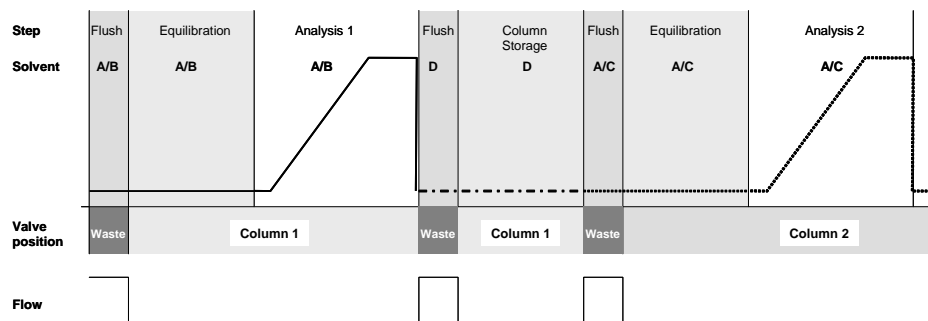 Step Flush Equilibration Analysis 1 Flush Column Storage Flush Equilibration Analysis 2
Solvent A/B A/B A/B D D A/C A/C A/C
Valve position Waste Column 1 Waste Column 1 Waste Column 2
Flow